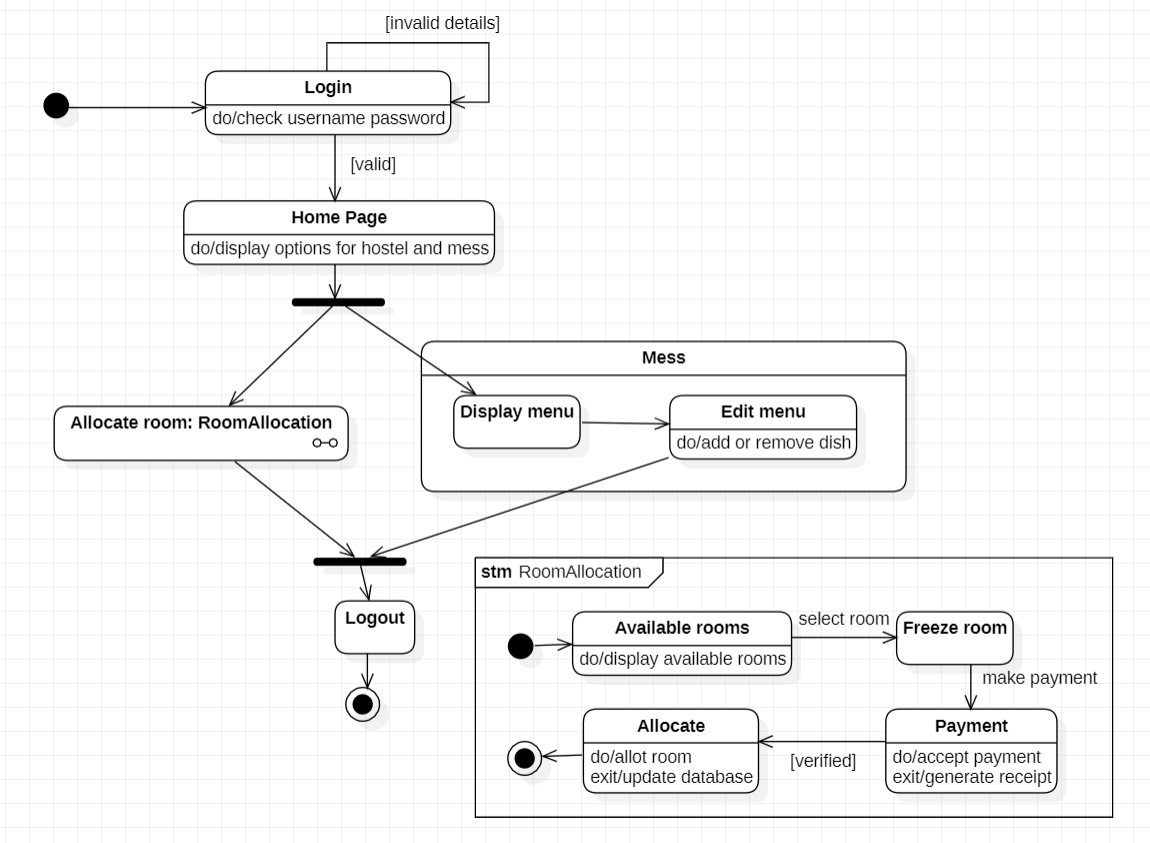 [invalid details]
Login
do/check username password
[valid]
Home Page
do/display options for hostel and mess
Mess
Allocate room: RoomAllocation
Display menu
Edit menu
do/add or remove dish
Logout
stm RoomAllocation
Available rooms
do/display available rooms
select room
Freeze room
make payment
Allocate
do/allot room
exit/update database
[verified]
Payment
do/accept payment
exit/generate receipt